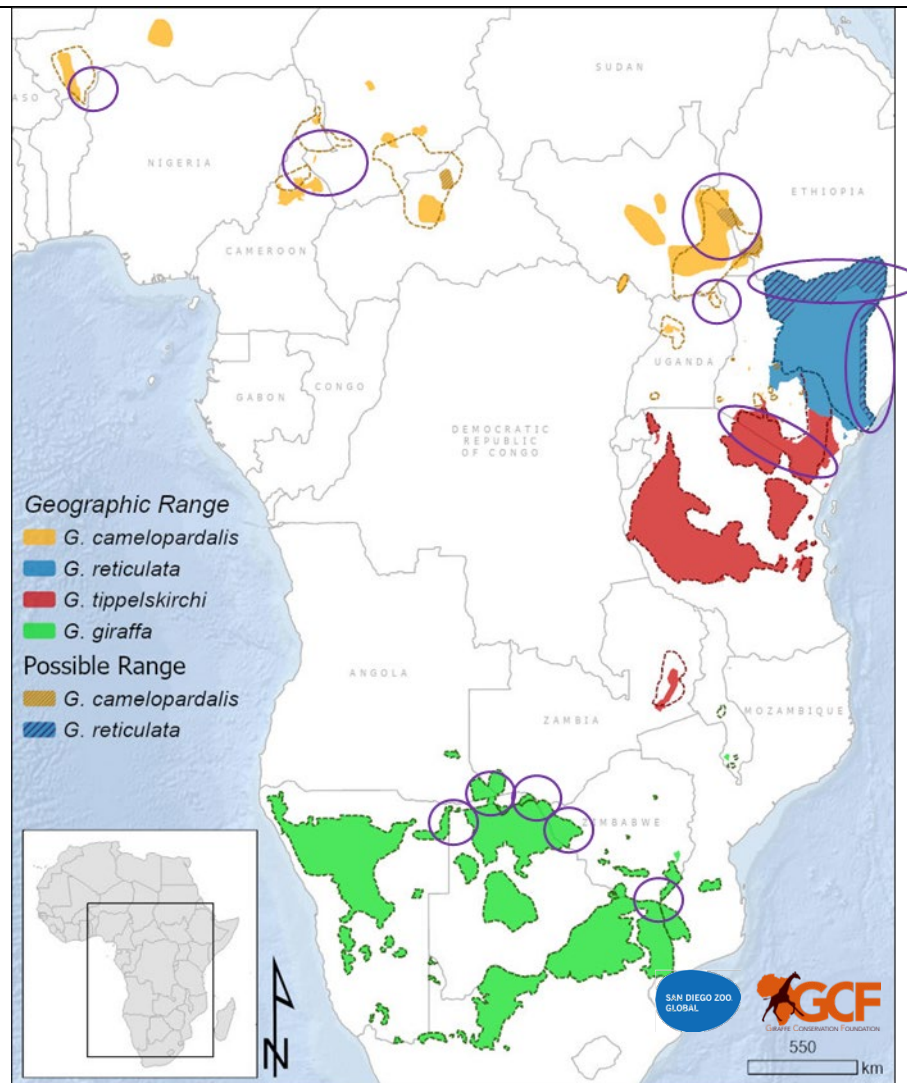 SUDAN
ASO
NIGERIA
ETHIOPIA
CAMEROON
UGANDA
GABON
CONGO
DEMOCRATIC
REPUBLIC
OF CONGO
Geographic Range
G. camelopardalis
G. reticulata
G. tippelskirchi
G. giraffa
Possible Range
G. camelopardalis
G. reticulata
ANGOLA
ZAMBIA
MOZAMBIQUE
ZIMBABWE
N
SAN DIEGO ZOO
GLOBAL
GCF
GIRAFFE CONSERVATION FOUNDATION
550
km